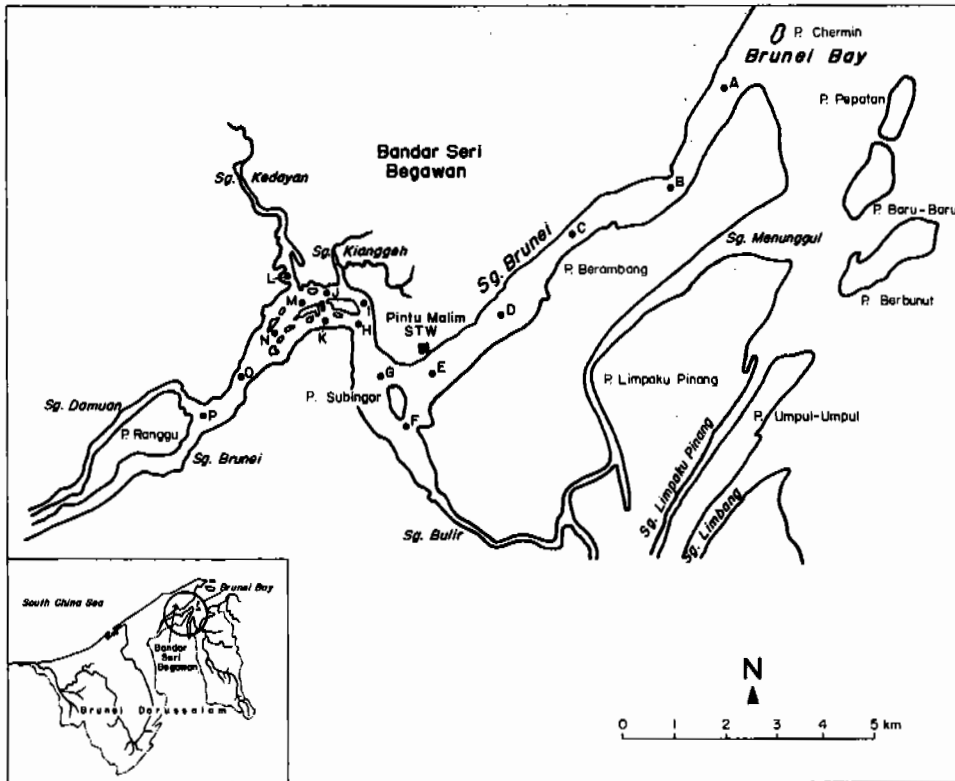 P. Chermin
Brunei Bay
A
P. Pepatan
Bandar Seri
Begawan
Sg. Kedayan
B
P. Baru-Baru
Sg. Kianggeh
C
Sg. Brunei
Sg. Menunggul
P. Berambang
L
M
J
I
P. Berbunut
Pintu Malim
STW
D
N
K
H
G
E
O
P. Subingor
P. Limpaku Pinang
Sg. Damuan
P
F
P. Umpul-Umpul
P. Ranggu
Sg. Brunei
Sg. Limpaku Pinang
Sg. Limbang
Sg. Bulir
Brunei Bay
South China Sea
Bandar
Seri
Begawan
Brunei Darussalam
N
0 1 2 3 4 5 km